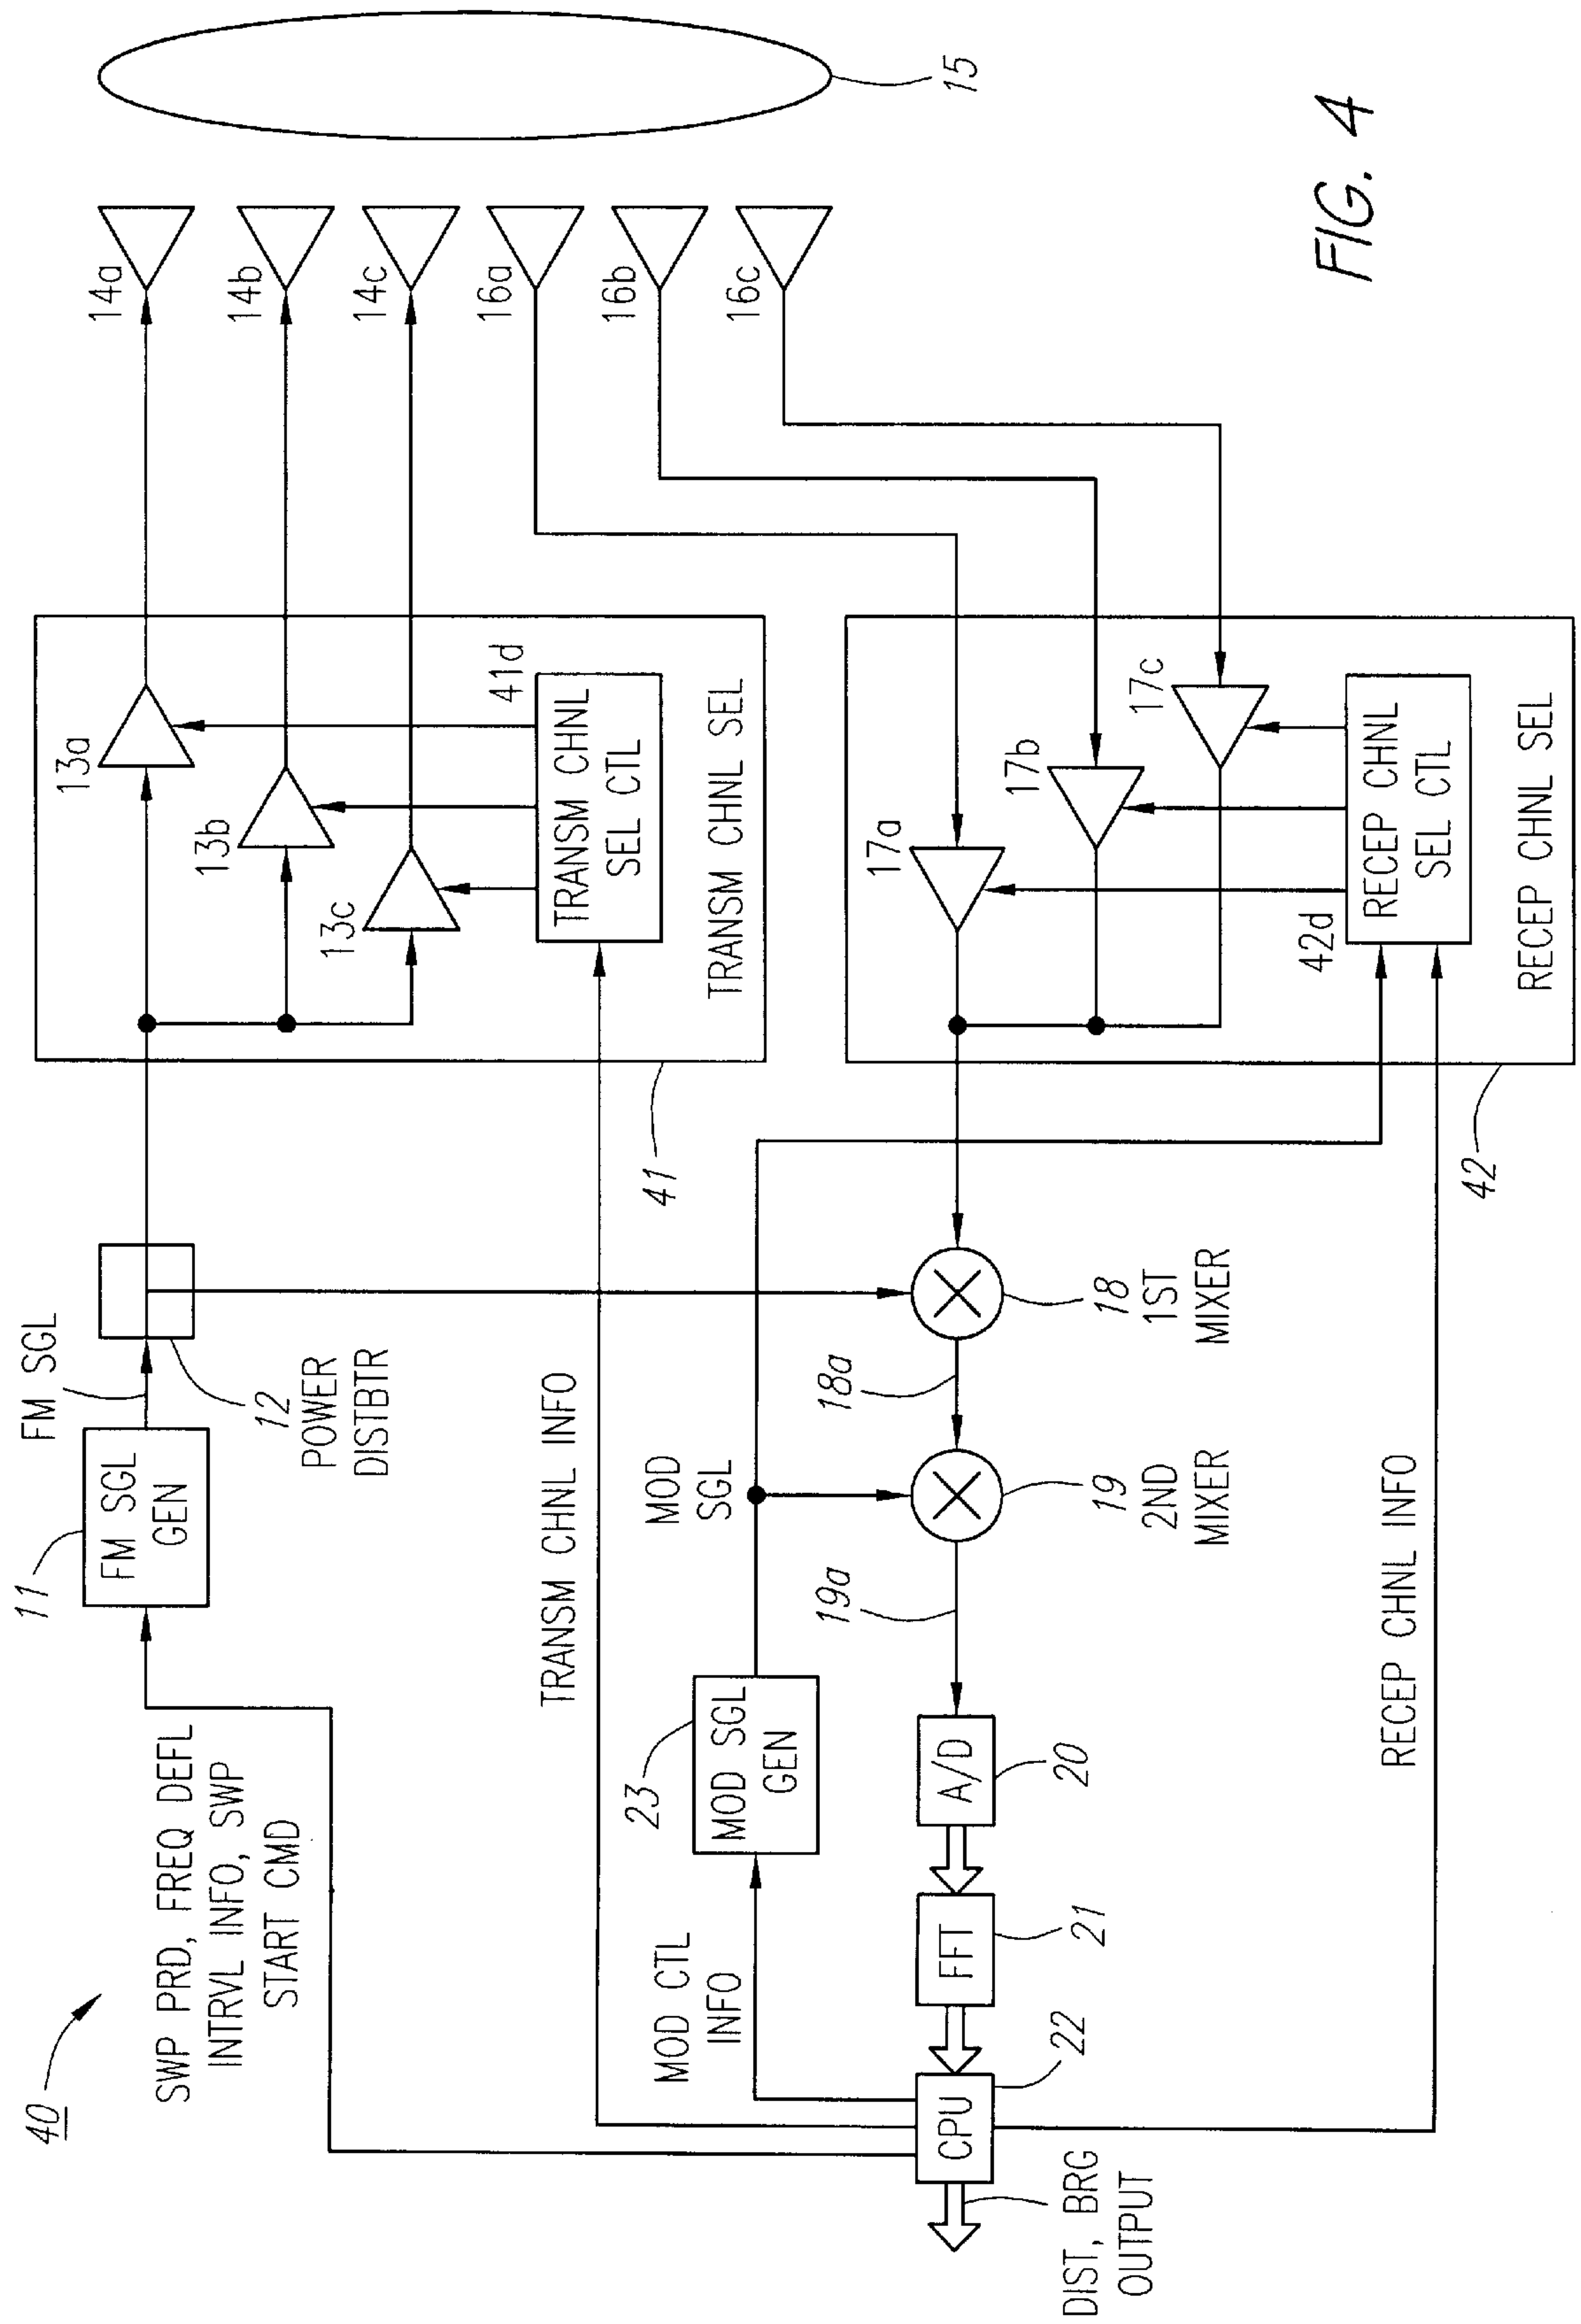 40
SWP PRD, FREQ DEFL
INTRVL INFO, SWP
START CMD
11
FM SGL
GEN
FM SGL
12
POWER
DISTBTR
13a
13b
13c
41d
TRANSM CHNL
SEL CTL
TRANSM CHNL SEL
41
14a
14b
14c
16a
16b
16c
15
TRANSM CHNL INFO
MOD CTL
INFO
23
MOD SGL
GEN
MOD
SGL
17a
17b
17c
42d
RECEP CHNL
SEL CTL
RECEP CHNL SEL
42
DIST, BRG
OUTPUT
CPU
22
FFT
21
A/D
20
19a
19
2ND
MIXER
18a
18
1ST
MIXER
RECEP CHNL INFO
FIG. 4